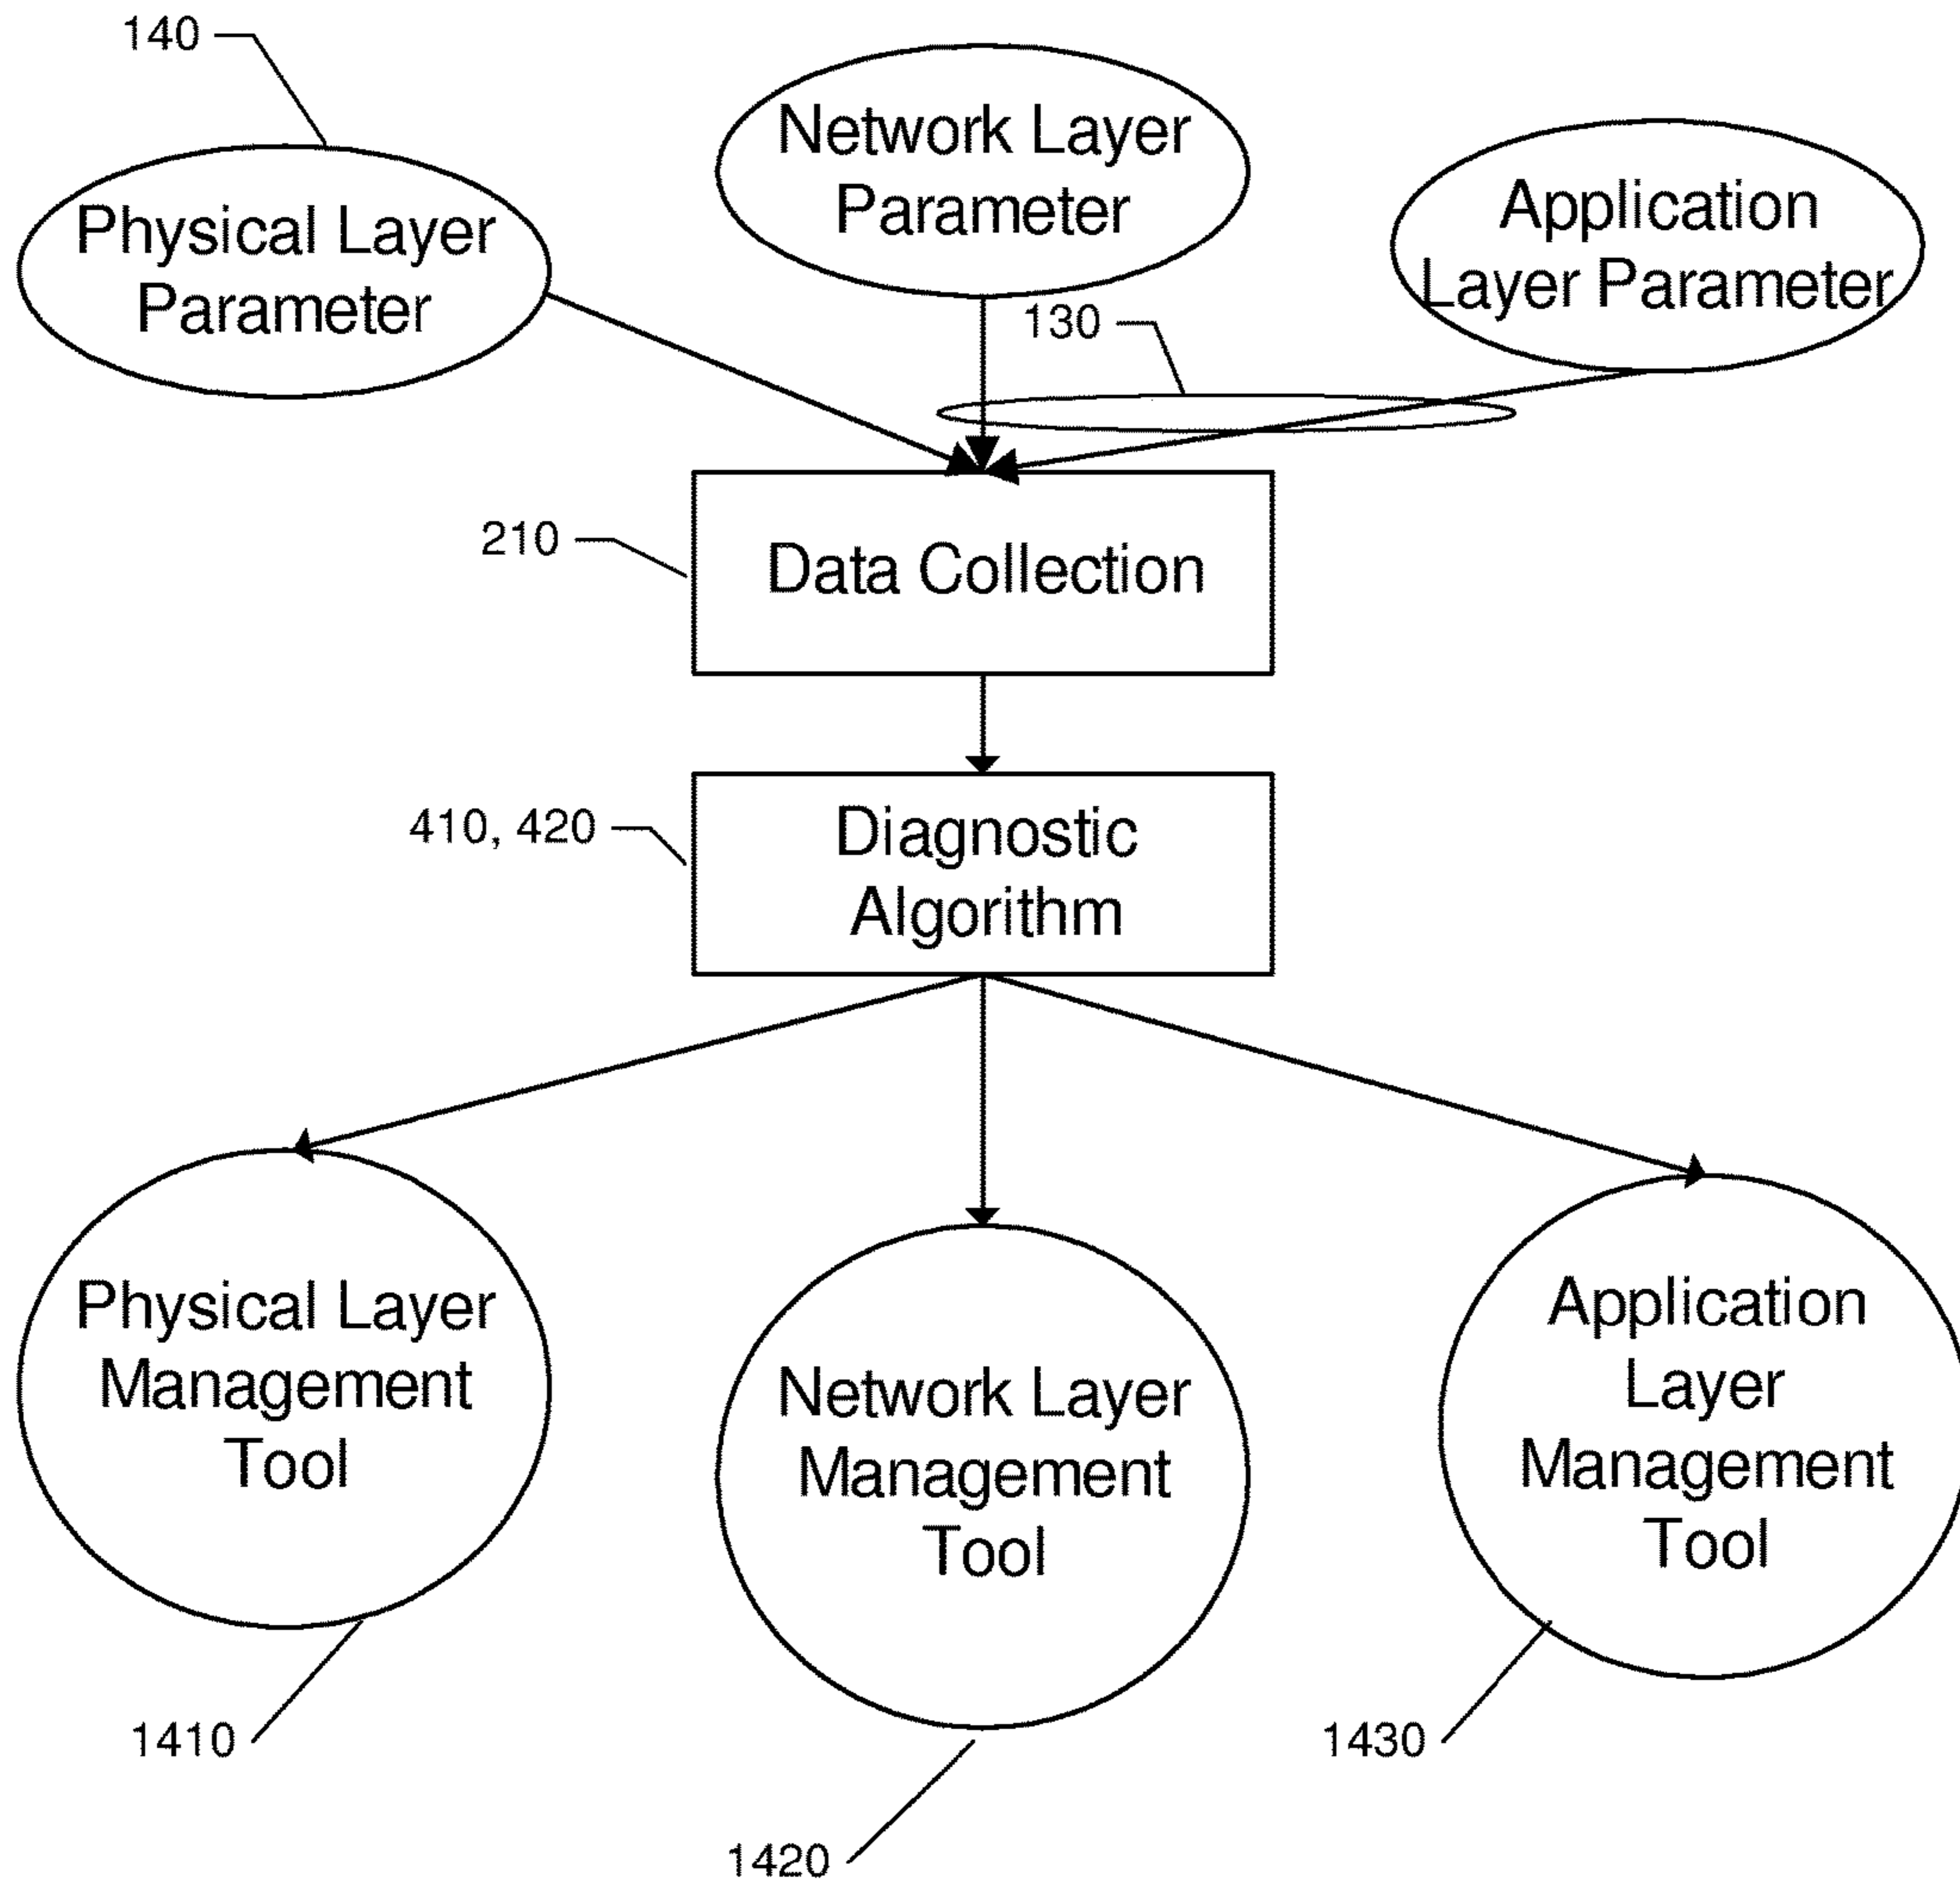 140
Network Layer
Parameter
Physical Layer
Parameter
Application
Layer Parameter
130
210
Data Collection
410, 420
Diagnostic
Algorithm
Physical Layer
Management
Tool
Network Layer
Management
Tool
Application
Layer
Management
Tool
1410
1420
1430